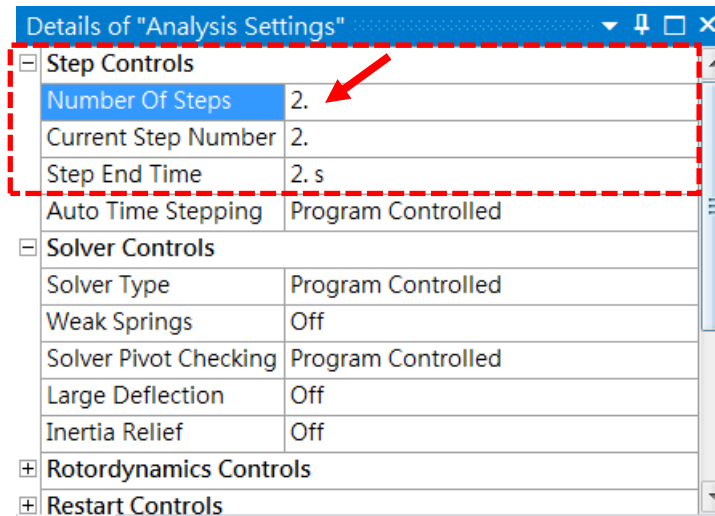 Details of "Analysis Settings"
Step Controls
Number Of Steps 2.
Current Step Number 2.
Step End Time 2. s
Auto Time Stepping Program Controlled
Solver Controls
Solver Type Program Controlled
Weak Springs Off
Solver Pivot Checking Program Controlled
Large Deflection Off
Inertia Relief Off
Rotordynamics Controls
Restart Controls